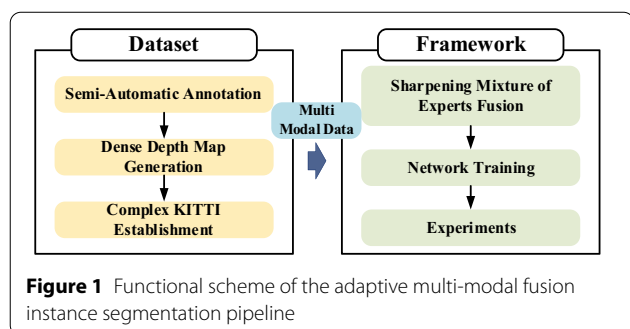 Dataset
Semi-Automatic Annotation
Dense Depth Map
Generation
Complex KITTI
Establishment
Multi
Modal Data
Framework
Sharpening Mixture of
Experts Fusion
Network Training
Experiments
Figure 1 Functional scheme of the adaptive multi-modal fusion
instance segmentation pipeline